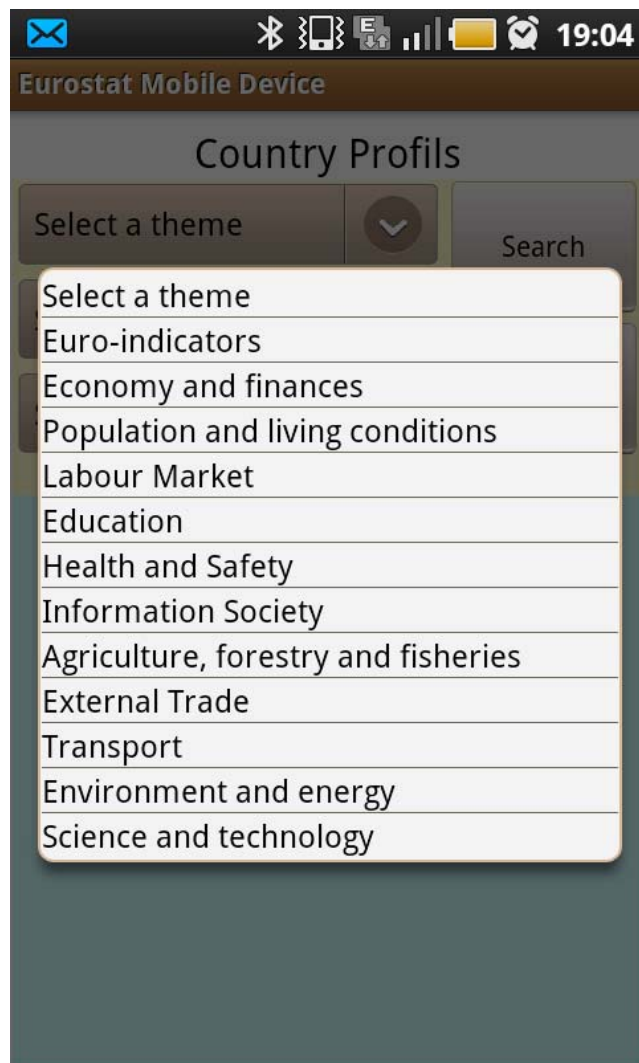 E
19:04
Eurostat Mobile Device
Country Profils
Select a theme
Search
Select a theme
Euro-indicators
Economy and finances
Population and living conditions
Labour Market
Education
Health and Safety
Information Society
Agriculture, forestry and fisheries
External Trade
Transport
Environment and energy
Science and technology